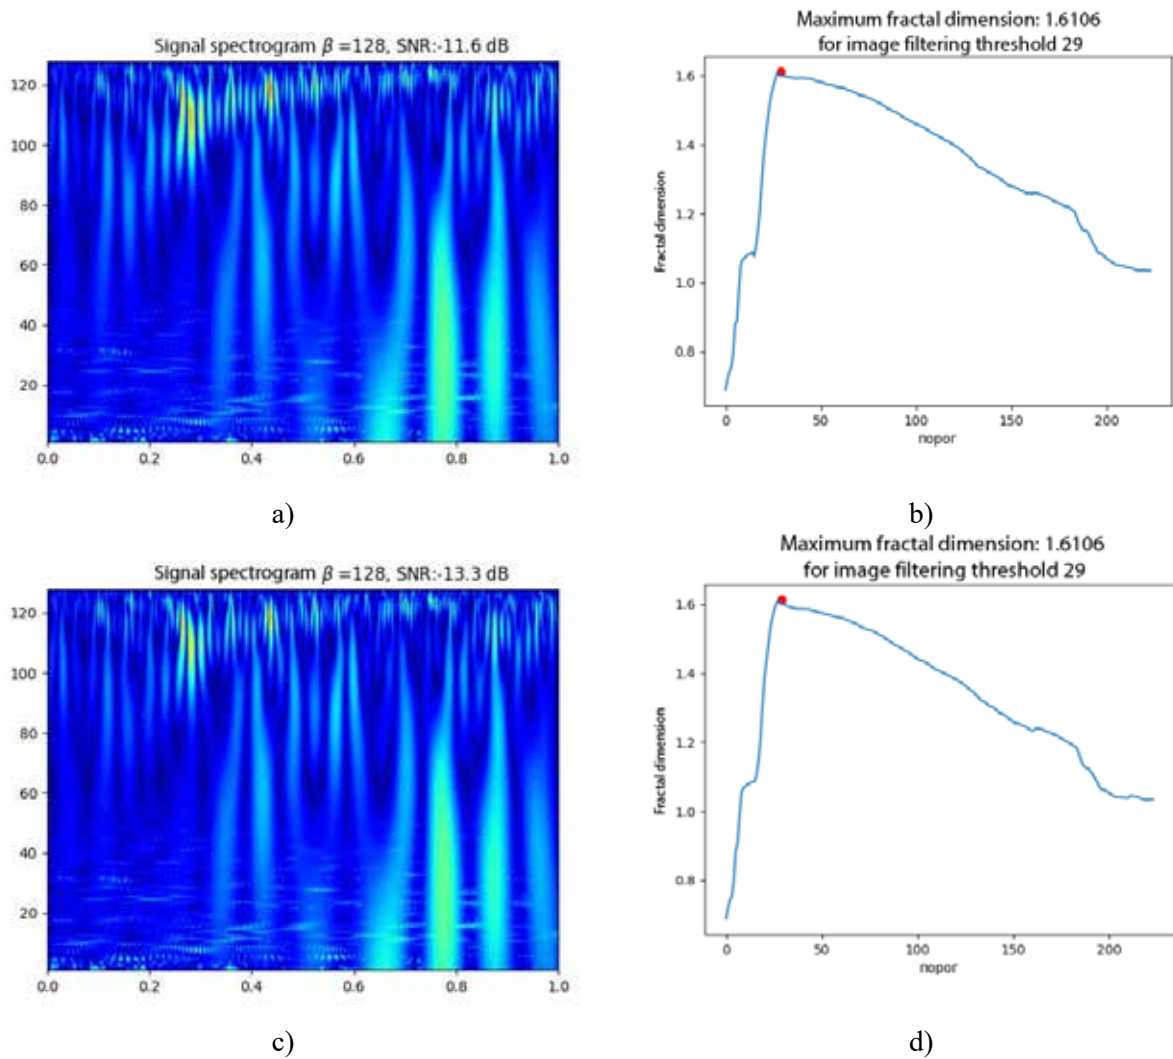 Signal spectrogram β =128, SNR:-11.6 dB
120
100
80
60
40
20
0.0 0.2 0.4 0.6 0.8 1.0
a)
Maximum fractal dimension: 1.6106
for image filtering threshold 29
Fractal dimension
1.6
1.4
1.2
1.0
0.8
0 50 100 150 200
nopor
b)
Signal spectrogram β =128, SNR:-13.3 dB
120
100
80
60
40
20
0.0 0.2 0.4 0.6 0.8 1.0
c)
Maximum fractal dimension: 1.6106
for image filtering threshold 29
Fractal dimension
1.6
1.4
1.2
1.0
0.8
0 50 100 150 200
nopor
d)